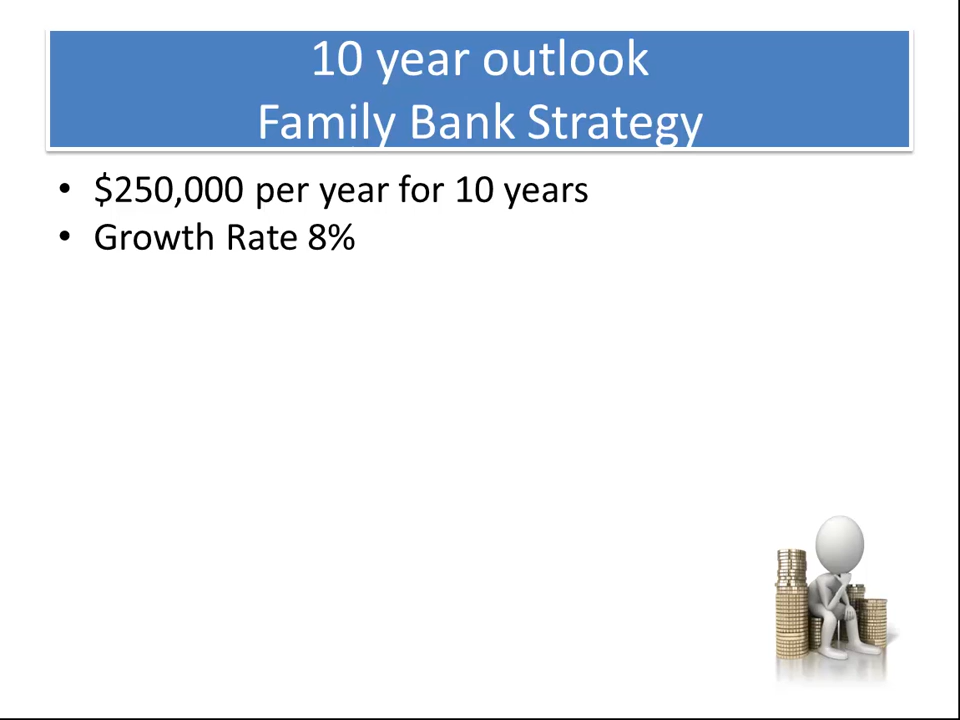 10 year outlook
Family Bank Strategy
• $250,000 per year for 10 years
• Growth Rate 8%